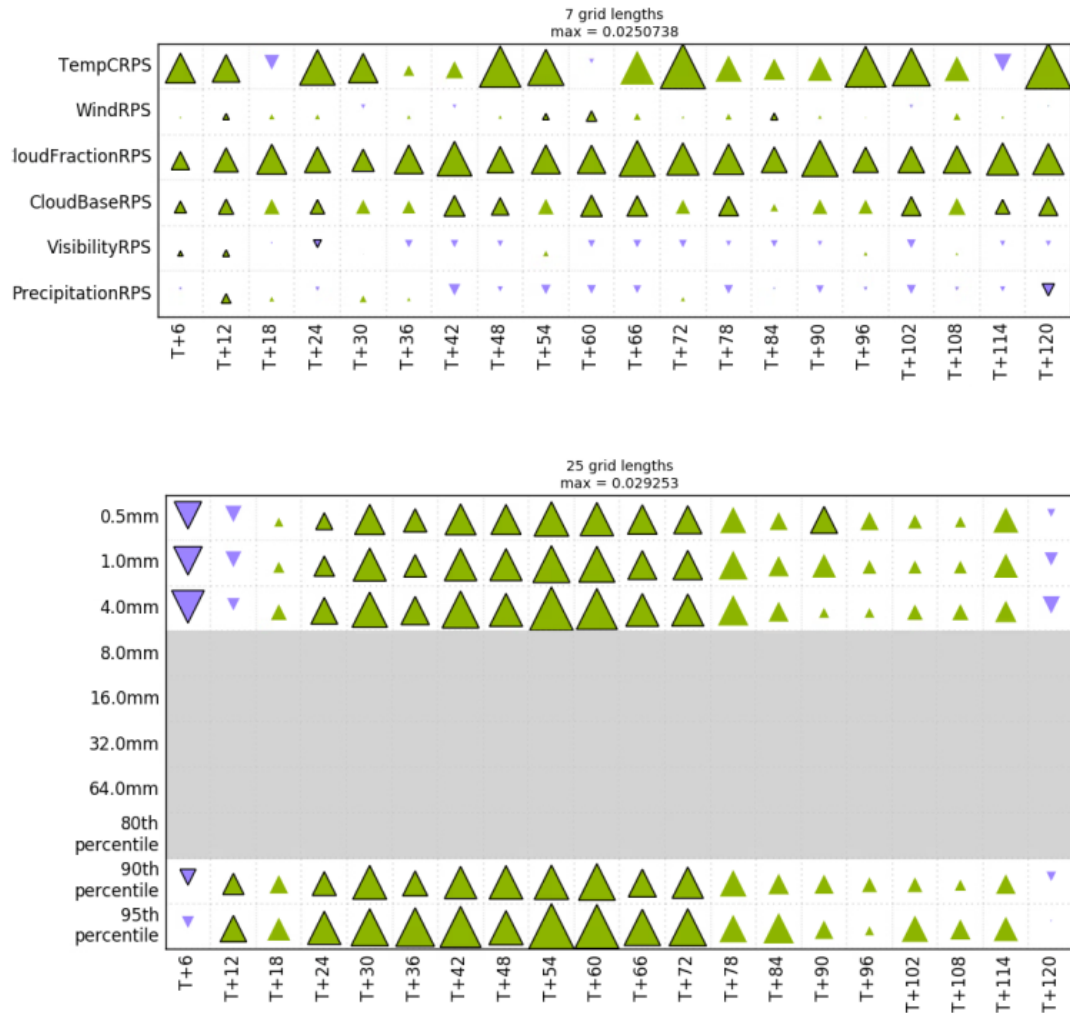 7 grid lengths
max = 0.0250738
TempCRPS
WindRPS
loudFractionRPS
CloudBaseRPS
VisibilityRPS
PrecipitationRPS
T+6 T+12 T+18 T+24 T+30 T+36 T+42 T+48 T+54 T+60 T+66 T+72 T+78 T+84 T+90 T+96 T+102 T+108 T+114 T+120
25 grid lengths
max = 0.029253
0.5mm
1.0mm
4.0mm
8.0mm
16.0mm
32.0mm
64.0mm
80th
percentile
90th
percentile
95th
percentile
T+6 T+12 T+18 T+24 T+30 T+36 T+42 T+48 T+54 T+60 T+66 T+72 T+78 T+84 T+90 T+96 T+102 T+108 T+114 T+120